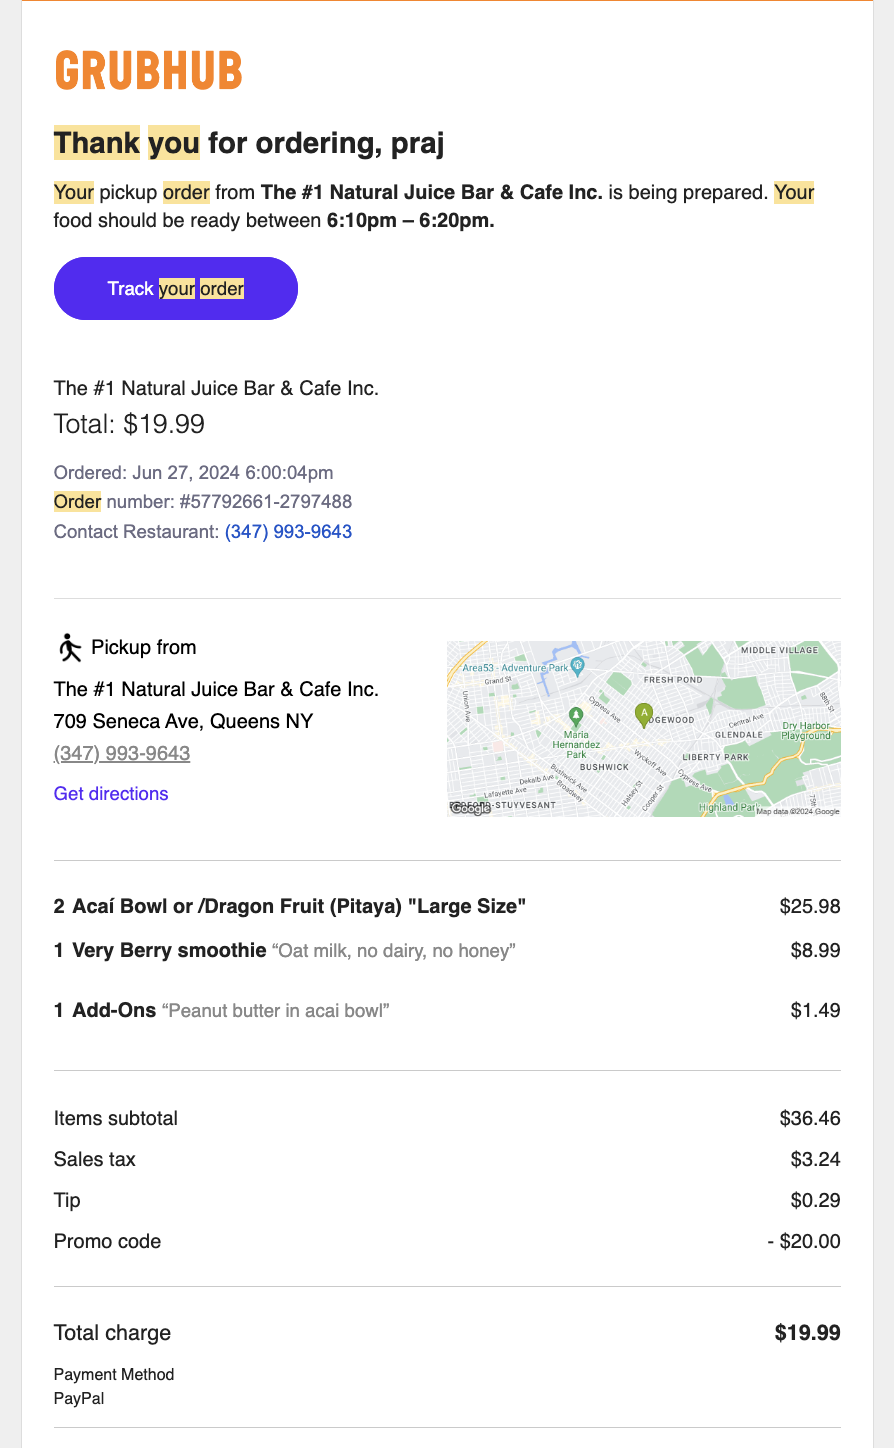 GRUBHUB
Thank you for ordering, praj
Your pickup order from The #1 Natural Juice Bar & Cafe Inc. is being prepared. Your
food should be ready between 6:10pm – 6:20pm.
Track your order
The #1 Natural Juice Bar & Cafe Inc.
Total: $19.99
Ordered: Jun 27, 2024 6:00:04pm
Order number: #57792661-2797488
Contact Restaurant: (347) 993-9643
Pickup from
The #1 Natural Juice Bar & Cafe Inc.
709 Seneca Ave, Queens NY
(347) 993-9643
Get directions
MIDDLE VILLAGE
Area53 - Adventure Park
Grand St
FRESH POND
Union Ave
Cypress Ave
88th St
A
DGEWOOD
Central Ave
Maria
Hernandez
Park
GLENDALE
Dry Harbor
Playground
BUSHWICK
Wyckoff Ave
LIBERTY PARK
Bushwick Ave
Dekalb Ave
Broadway
Cypress Ave
Lafayette Ave
Halsey St
Cooper St
-STUYVESANT
Highland Park
Google
Map data ©2024 Google
2 Acaí Bowl or /Dragon Fruit (Pitaya) "Large Size" $25.98
1 Very Berry smoothie “Oat milk, no dairy, no honey” $8.99
1 Add-Ons “Peanut butter in acai bowl” $1.49
Items subtotal $36.46
Sales tax $3.24
Tip $0.29
Promo code - $20.00
Total charge $19.99
Payment Method
PayPal